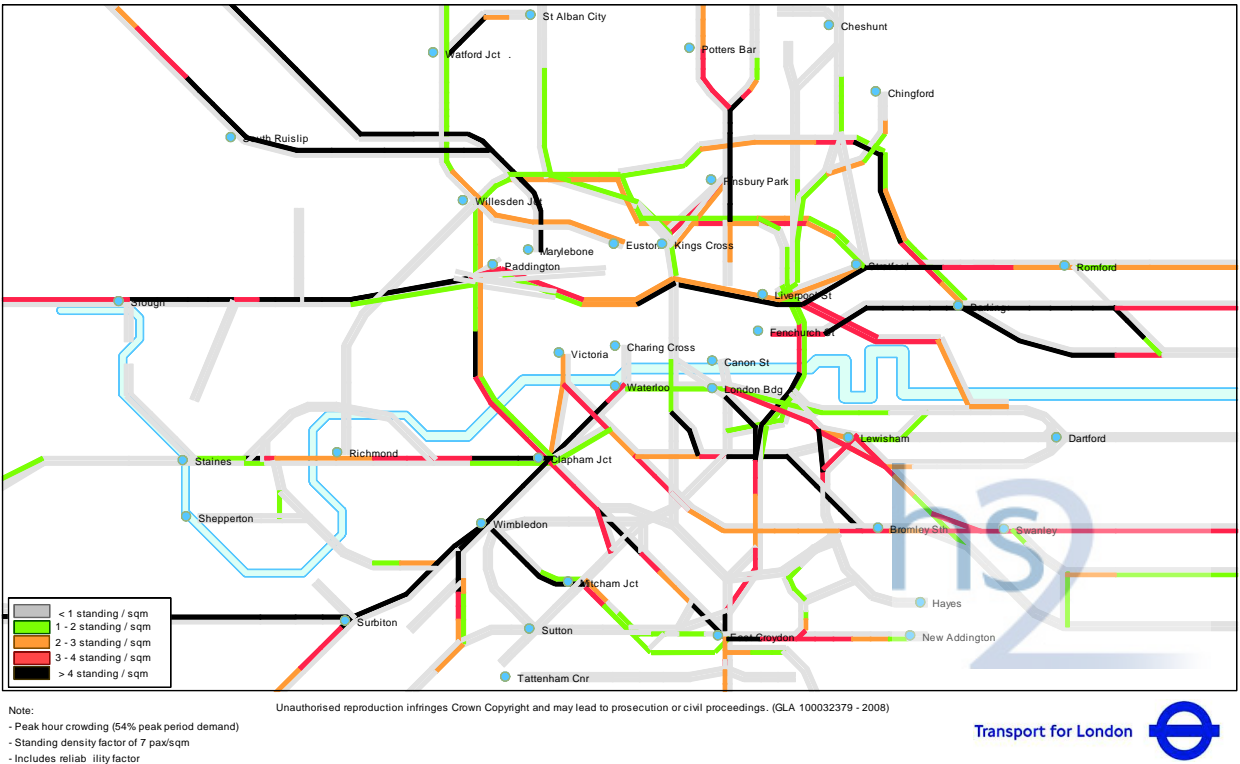 St Alban City
Cheshunt
Watford Jct .
Potters Bar
Chingford
South Ruislip
Finsbury Park
Willesden Jct
Marylebone
Euston
Kings Cross
Paddington
Stratford
Romford
Slough
Liverpool St
Barking
Fenchurch St
Victoria
Charing Cross
Canon St
Waterloo
London Bdg
Staines
Richmond
Clapham Jct
Lewisham
Dartford
Shepperton
Wimbledon
Bromley Sth
Swanley
hs2
Mitcham Jct
Hayes
Surbiton
Sutton
East Croydon
New Addington
Tattenham Cnr
< 1 standing / sqm
1 - 2 standing / sqm
2 - 3 standing / sqm
3 - 4 standing / sqm
> 4 standing / sqm
Unauthorised reproduction infringes Crown Copyright and may lead to prosecution or civil proceedings. (GLA 100032379 - 2008)
Note:
- Peak hour crowding (54% peak period demand)
- Standing density factor of 7 pax/sqm
- Includes reliab ility factor
Transport for London